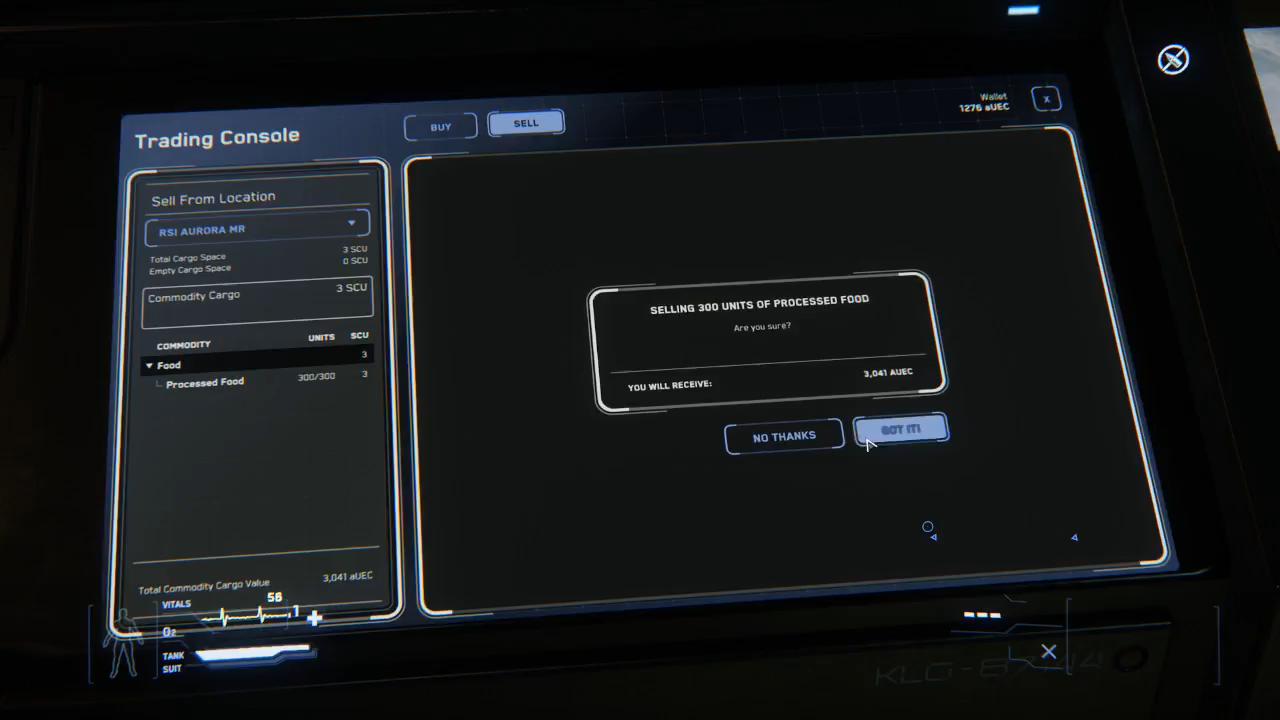 Trading Console
BUY
SELL
Wallet
1276 aUEC
X
Sell From Location
RSI AURORA MR
Total Cargo Space 3 SCU
Empty Cargo Space 0 SCU
Commodity Cargo 3 SCU
COMMODITY UNITS SCU
Food 3
Processed Food 300/300 3
Total Commodity Cargo Value 3,041 aUEC
SELLING 300 UNITS OF PROCESSED FOOD
Are you sure?
YOU WILL RECEIVE: 3,041 AUEC
NO THANKS
GOT IT!
VITALS
56
1
O2
TANK
SUIT